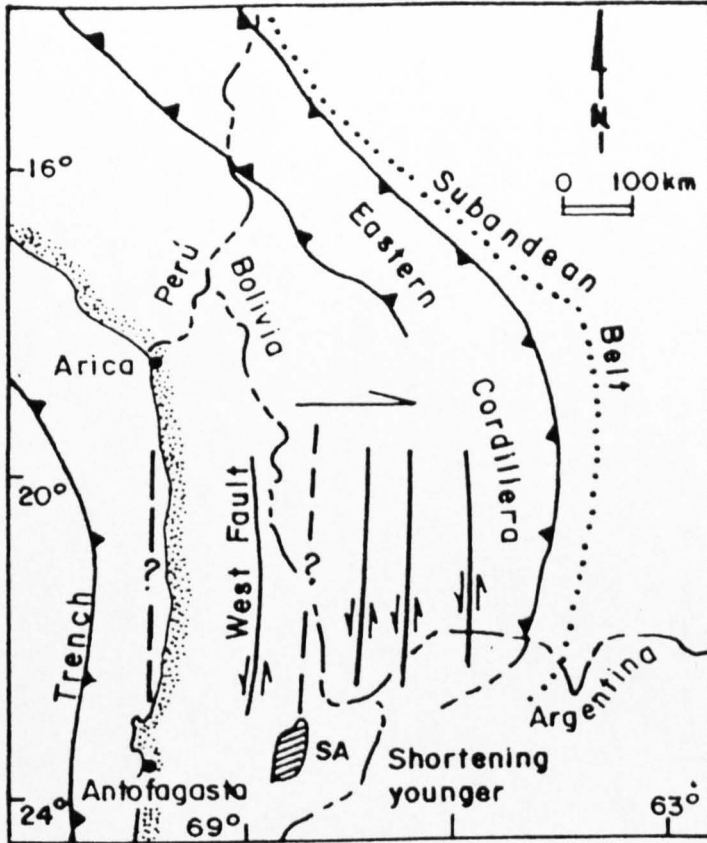 N
16°
0 100km
Subandean
Belt
Eastern
Cordillera
Perú
Bolivia
Arica
20°
West Fault
?
?
Trench
Argentina
SA
Shortening
younger
Antofagasta
24°
69°
63°